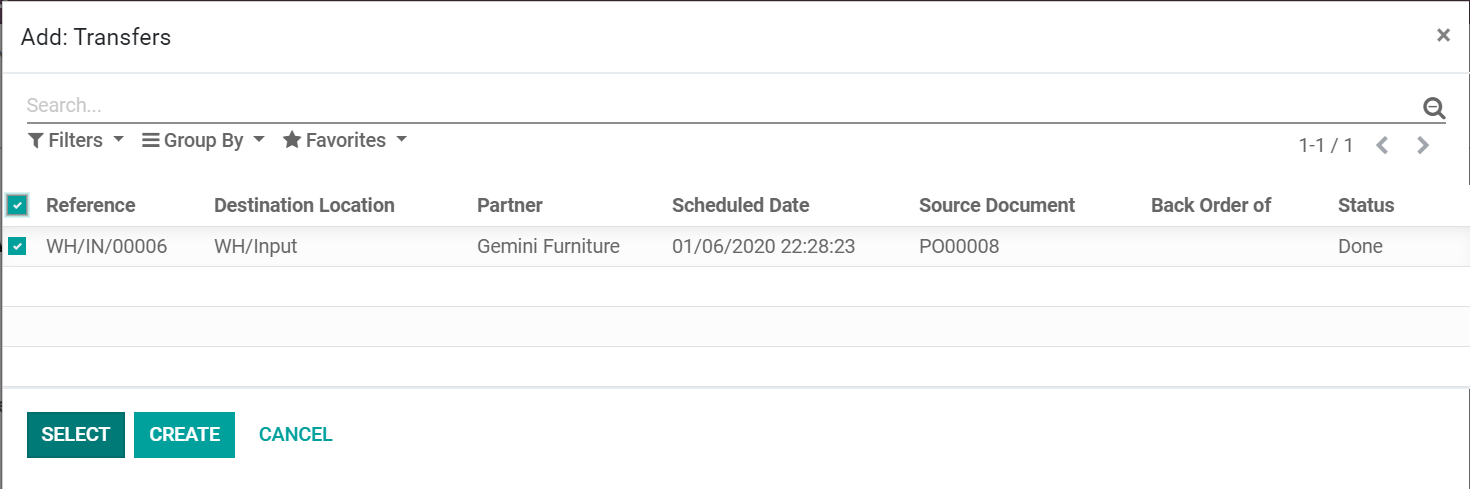 Add: Transfers ×
Search...
Filters Group By Favorites 1-1 / 1
Reference Destination Location Partner Scheduled Date Source Document Back Order of Status
WH/IN/00006 WH/Input Gemini Furniture 01/06/2020 22:28:23 PO00008 Done
SELECT CREATE CANCEL